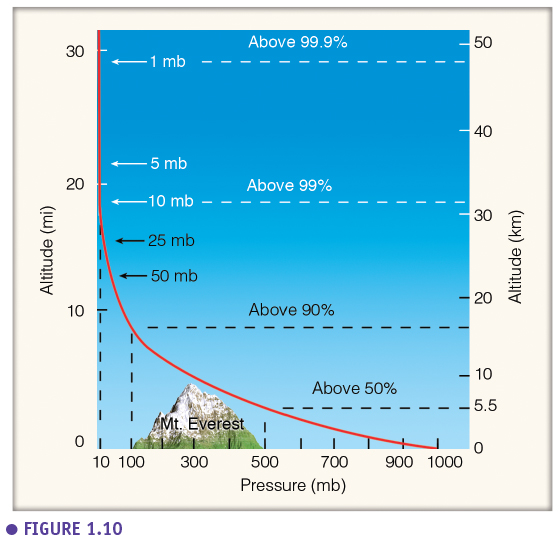 Above 99.9%
1 mb
5 mb
Above 99%
10 mb
25 mb
50 mb
Above 90%
Above 50%
Mt. Everest
30
20
10
0
Altitude (mi)
50
40
30
20
10
5.5
0
Altitude (km)
10 100 300 500 700 900 1000
Pressure (mb)
● FIGURE 1.10